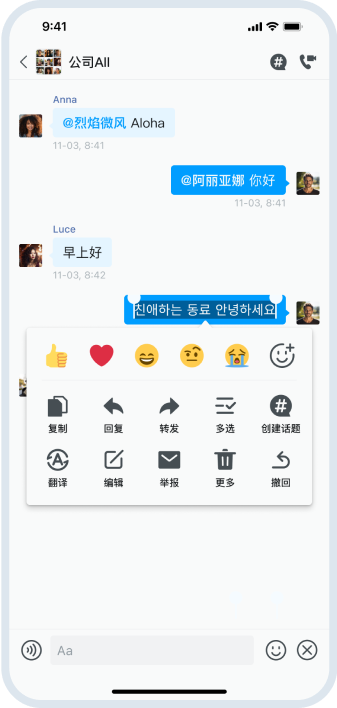 9:41
公司All
Anna
@烈焰微风 Aloha
11-03, 8:41
@阿丽亚娜 你好
11-03, 8:41
Luce
早上好
11-03, 8:42
친애하는 동료 안녕하세요
复制
回复
转发
多选
创建话题
翻译
编辑
举报
更多
撤回
Aa